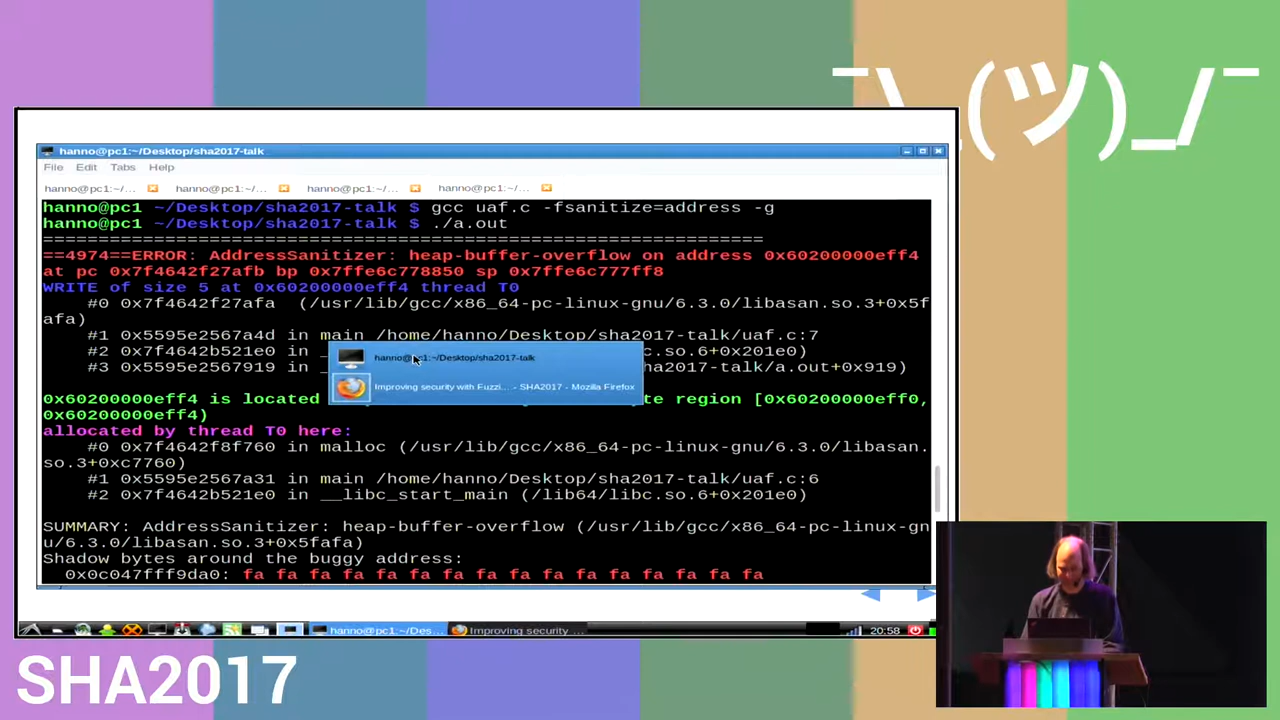 ¯\_(ツ)_/¯
hanno@pc1:~/Desktop/sha2017-talk
File Edit Tabs Help
hanno@pc1:~/... hanno@pc1:~/... hanno@pc1:~/... hanno@pc1:~/...
hanno@pc1 ~/Desktop/sha2017-talk $ gcc uaf.c -fsanitize=address -g
hanno@pc1 ~/Desktop/sha2017-talk $ ./a.out
=================================================================
==4974==ERROR: AddressSanitizer: heap-buffer-overflow on address 0x60200000eff4
at pc 0x7f4642f27afb bp 0x7ffe6c778850 sp 0x7ffe6c777ff8
WRITE of size 5 at 0x60200000eff4 thread T0
#0 0x7f4642f27afa (/usr/lib/gcc/x86_64-pc-linux-gnu/6.3.0/libasan.so.3+0x5f
afa)
#1 0x5595e2567a4d in main /home/hanno/Desktop/sha2017-talk/uaf.c:7
#2 0x7f4642b521e0 in _ libc.so.6+0x201e0)
#3 0x5595e2567919 in _ sha2017-talk/a.out+0x919)
hanno@pc1:~/Desktop/sha2017-talk
Improving security with Fuzzi... - SHA2017 - Mozilla Firefox
0x60200000eff4 is located region [0x60200000eff0,
0x60200000eff4)
allocated by thread T0 here:
#0 0x7f4642f8f760 in malloc (/usr/lib/gcc/x86_64-pc-linux-gnu/6.3.0/libasan.
so.3+0xc7760)
#1 0x5595e2567a31 in main /home/hanno/Desktop/sha2017-talk/uaf.c:6
#2 0x7f4642b521e0 in __libc_start_main (/lib64/libc.so.6+0x201e0)
SUMMARY: AddressSanitizer: heap-buffer-overflow (/usr/lib/gcc/x86_64-pc-linux-gn
u/6.3.0/libasan.so.3+0x5fafa)
Shadow bytes around the buggy address:
0x0c047fff9da0: fa fa fa fa fa fa fa fa fa fa fa fa fa fa fa fa
hanno@pc1:~/Des... Improving security ... 20:58
SHA2017